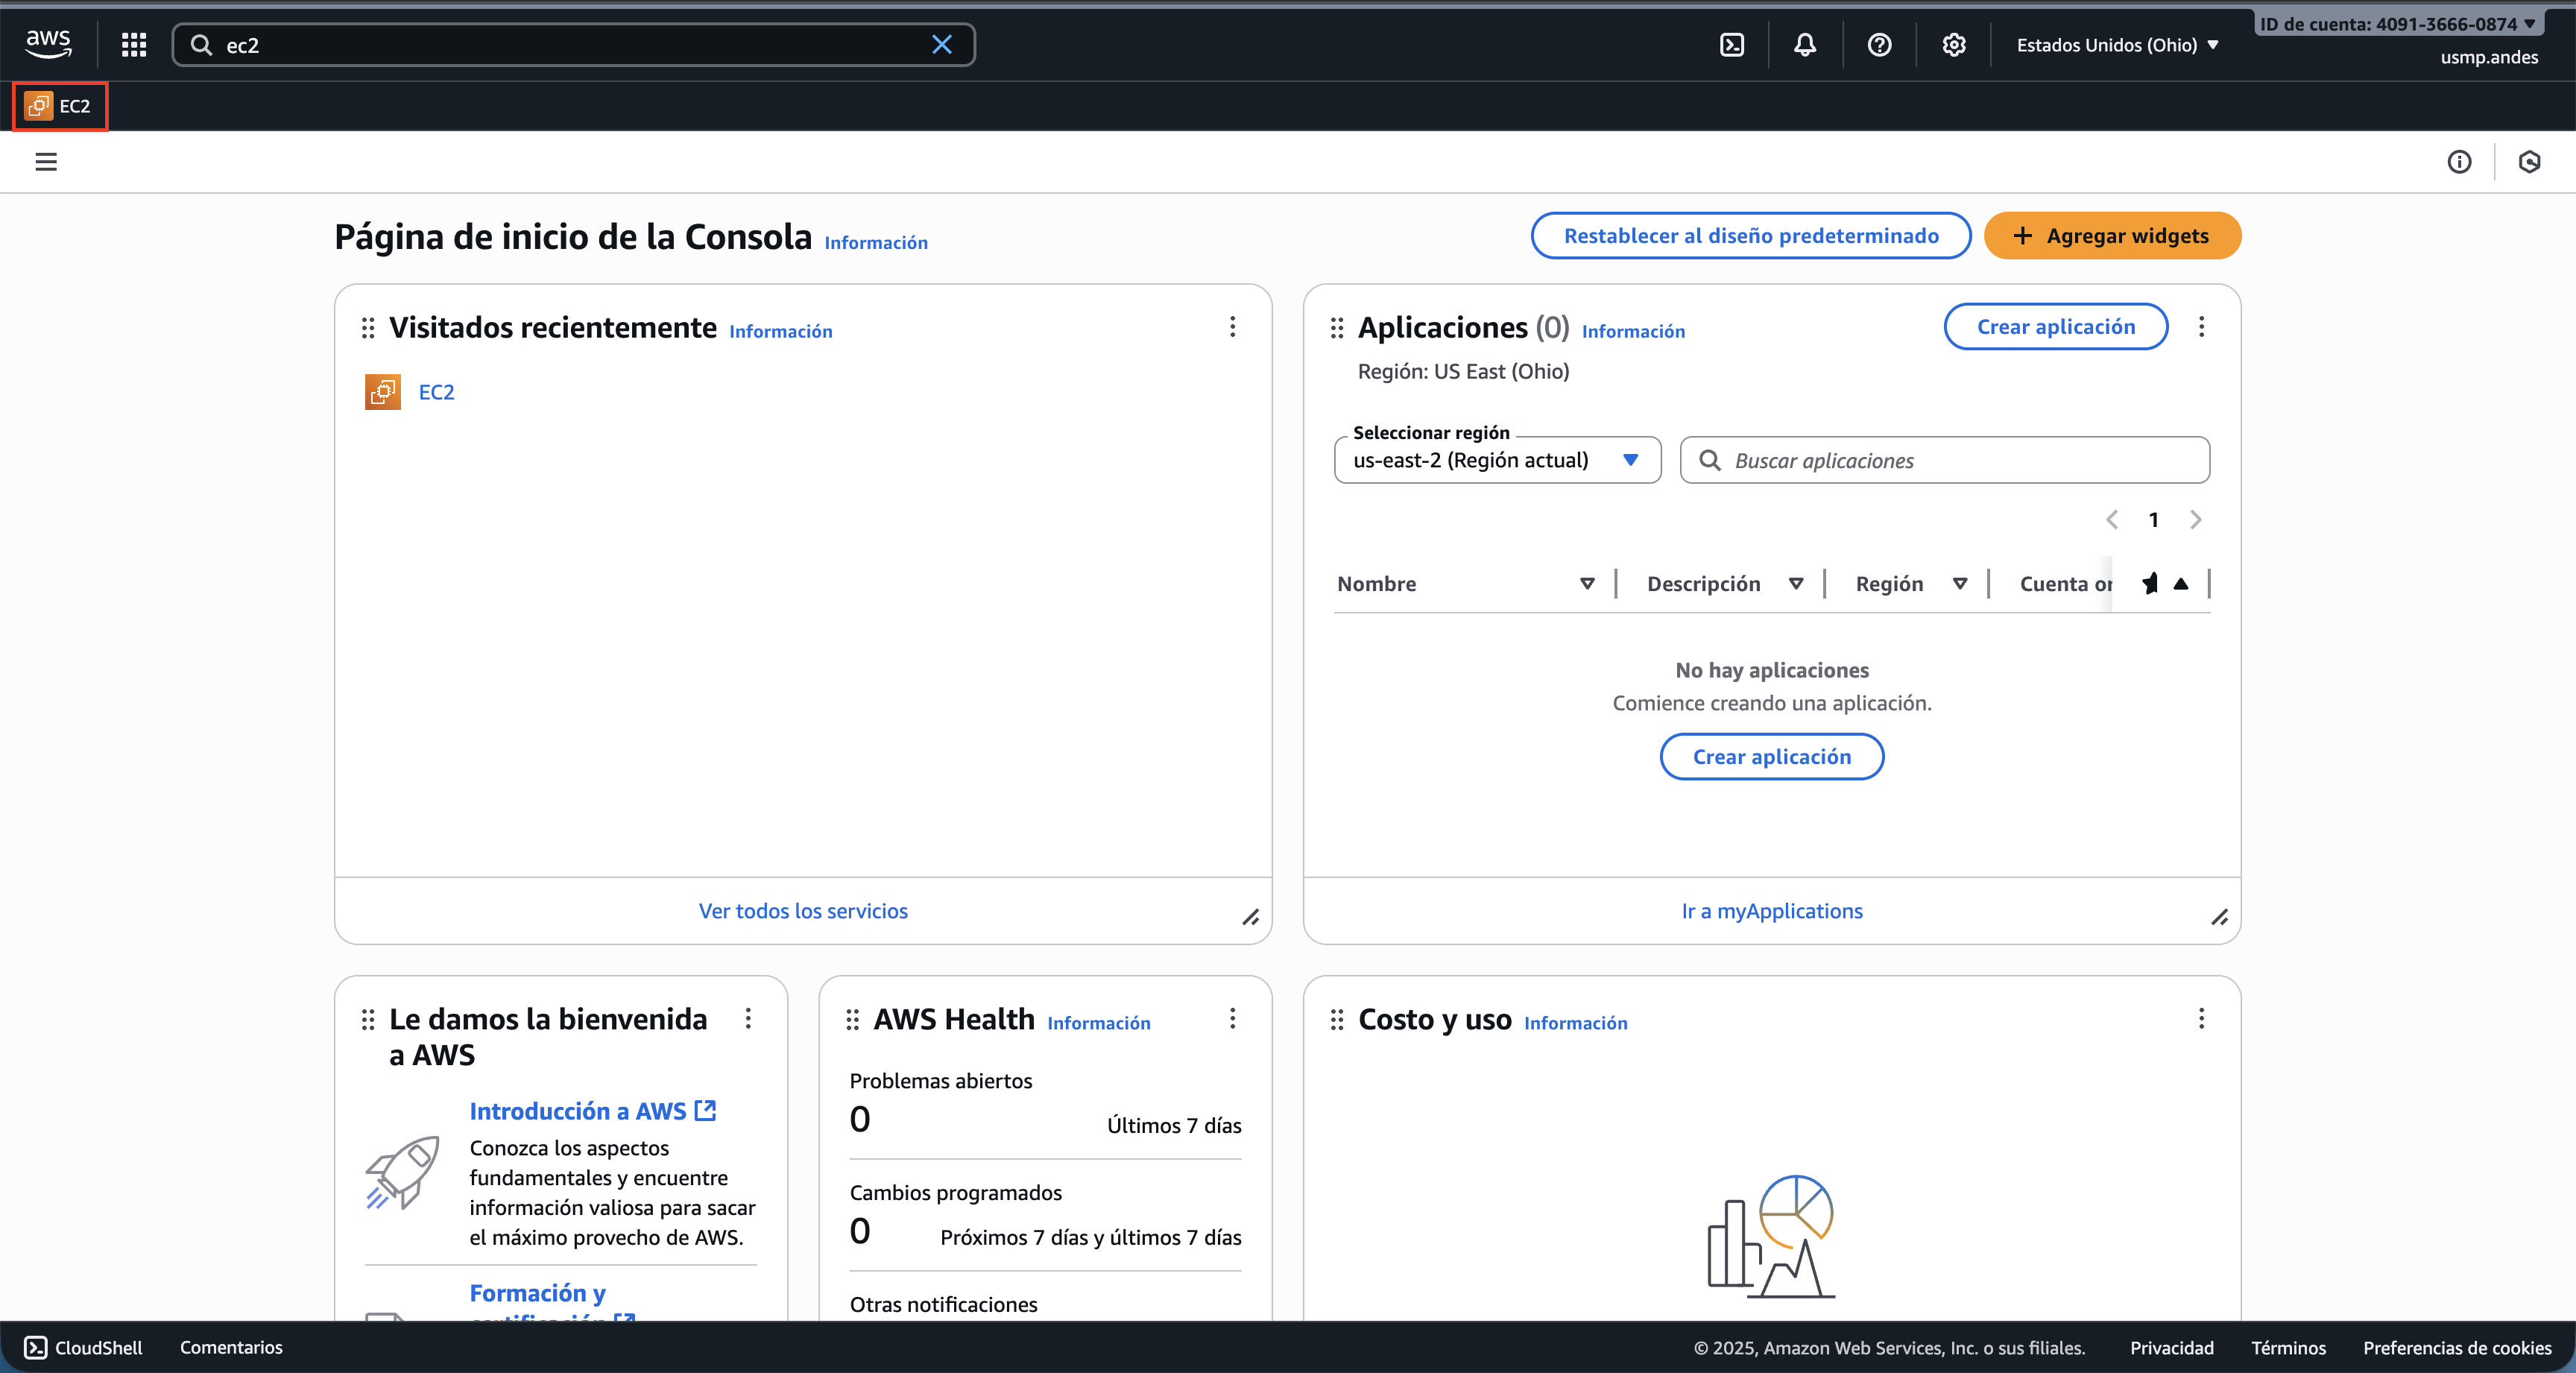 aws
ec2
Estados Unidos (Ohio)
ID de cuenta: 4091-3666-0874
usmp.andes
EC2
Página de inicio de la Consola Información
Restablecer al diseño predeterminado
Agregar widgets
Visitados recientemente Información
EC2
Ver todos los servicios
Aplicaciones (0) Información
Crear aplicación
Región: US East (Ohio)
Seleccionar región
us-east-2 (Región actual)
Buscar aplicaciones
1
Nombre Descripción Región Cuenta or
No hay aplicaciones
Comience creando una aplicación.
Crear aplicación
Ir a myApplications
Le damos la bienvenida
a AWS
Introducción a AWS
Conozca los aspectos
fundamentales y encuentre
información valiosa para sacar
el máximo provecho de AWS.
Formación y
certificación
AWS Health Información
Problemas abiertos
0
Últimos 7 días
Cambios programados
0
Próximos 7 días y últimos 7 días
Otras notificaciones
Costo y uso Información
CloudShell
Comentarios
© 2025, Amazon Web Services, Inc. o sus filiales.
Privacidad
Términos
Preferencias de cookies